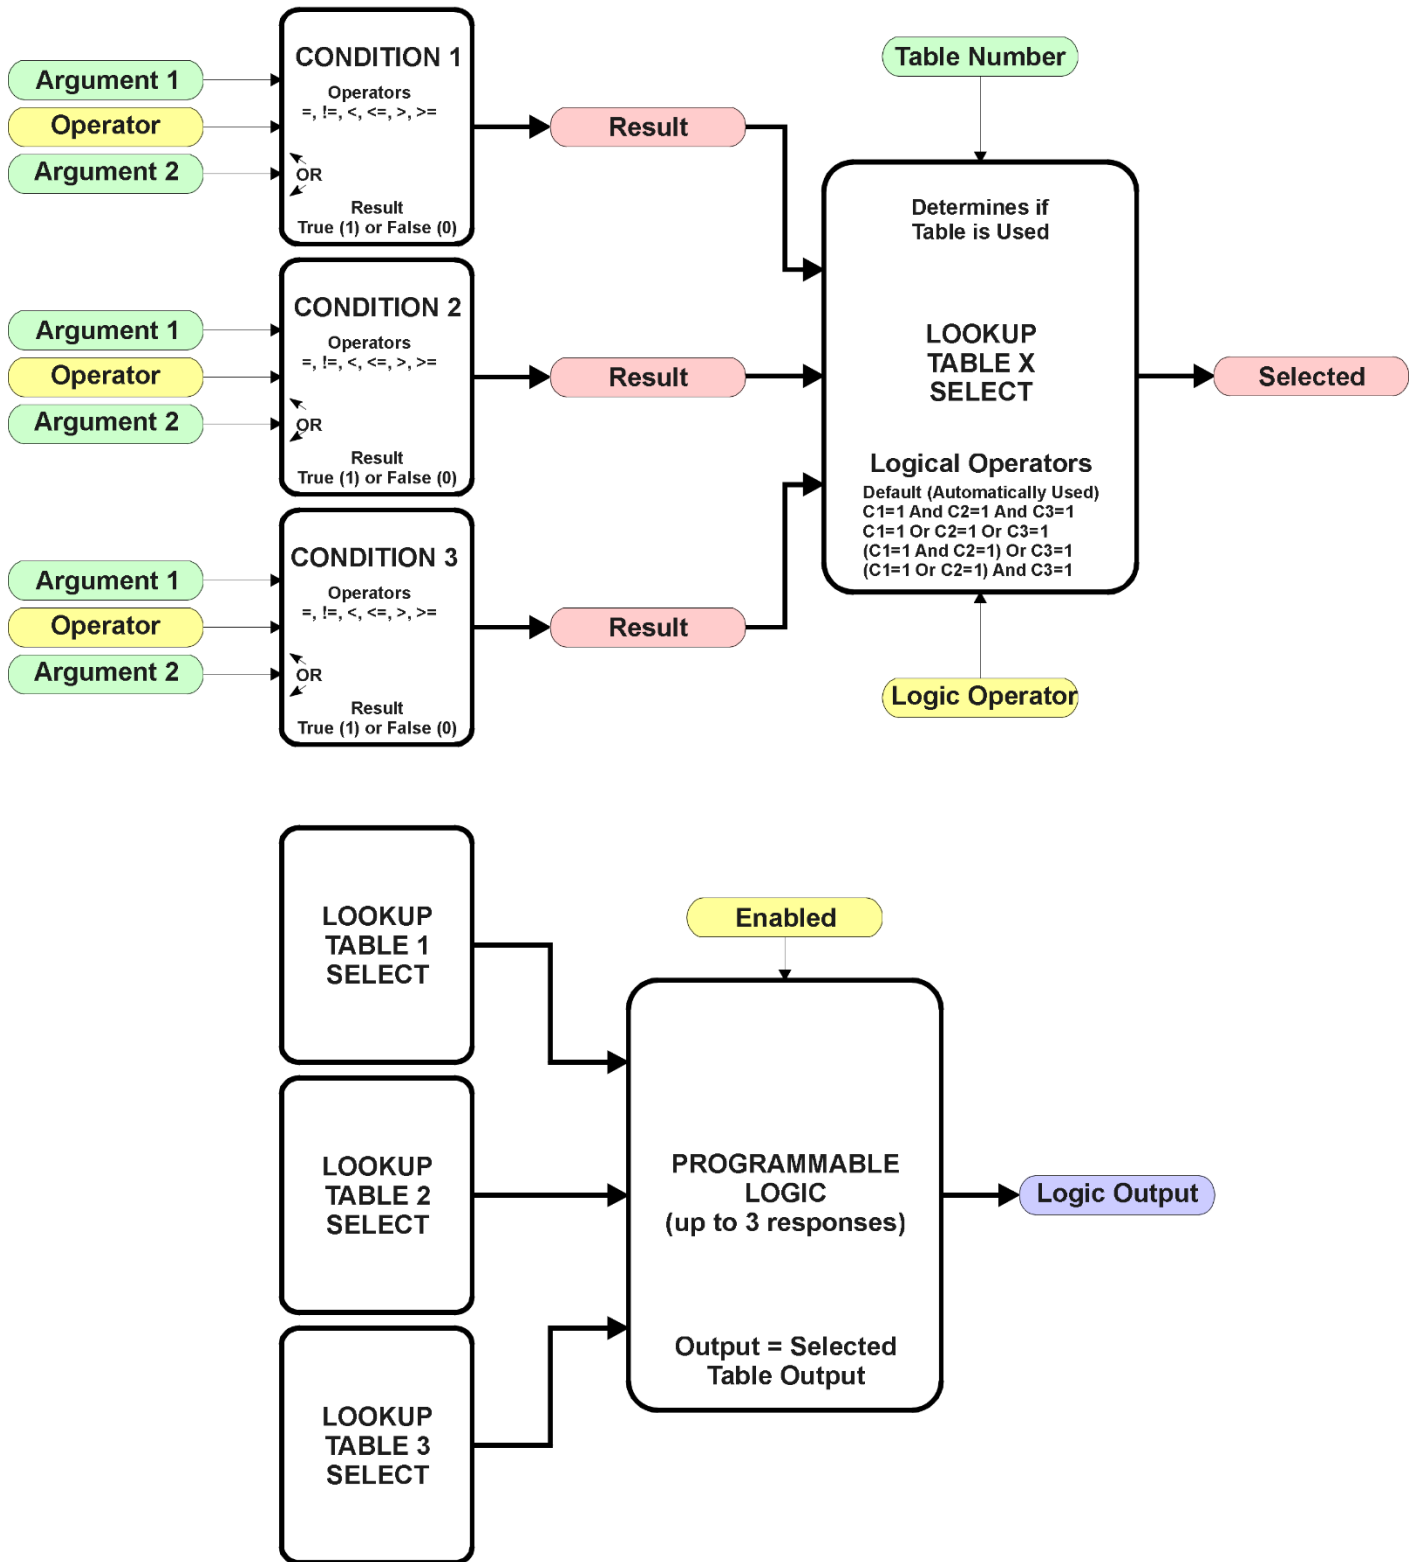 Argument 1
Operator
Argument 2
CONDITION 1
Operators
=, !=, <, <=, >, >=
OR
Result
True (1) or False (0)
Result
Argument 1
Operator
Argument 2
CONDITION 2
Operators
=, !=, <, <=, >, >=
OR
Result
True (1) or False (0)
Result
Argument 1
Operator
Argument 2
CONDITION 3
Operators
=, !=, <, <=, >, >=
OR
Result
True (1) or False (0)
Result
Table Number
Determines if
Table is Used
LOOKUP
TABLE X
SELECT
Logical Operators
Default (Automatically Used)
C1=1 And C2=1 And C3=1
C1=1 Or C2=1 Or C3=1
(C1=1 And C2=1) Or C3=1
(C1=1 Or C2=1) And C3=1
Logic Operator
Selected
LOOKUP
TABLE 1
SELECT
LOOKUP
TABLE 2
SELECT
LOOKUP
TABLE 3
SELECT
Enabled
PROGRAMMABLE
LOGIC
(up to 3 responses)
Output = Selected
Table Output
Logic Output